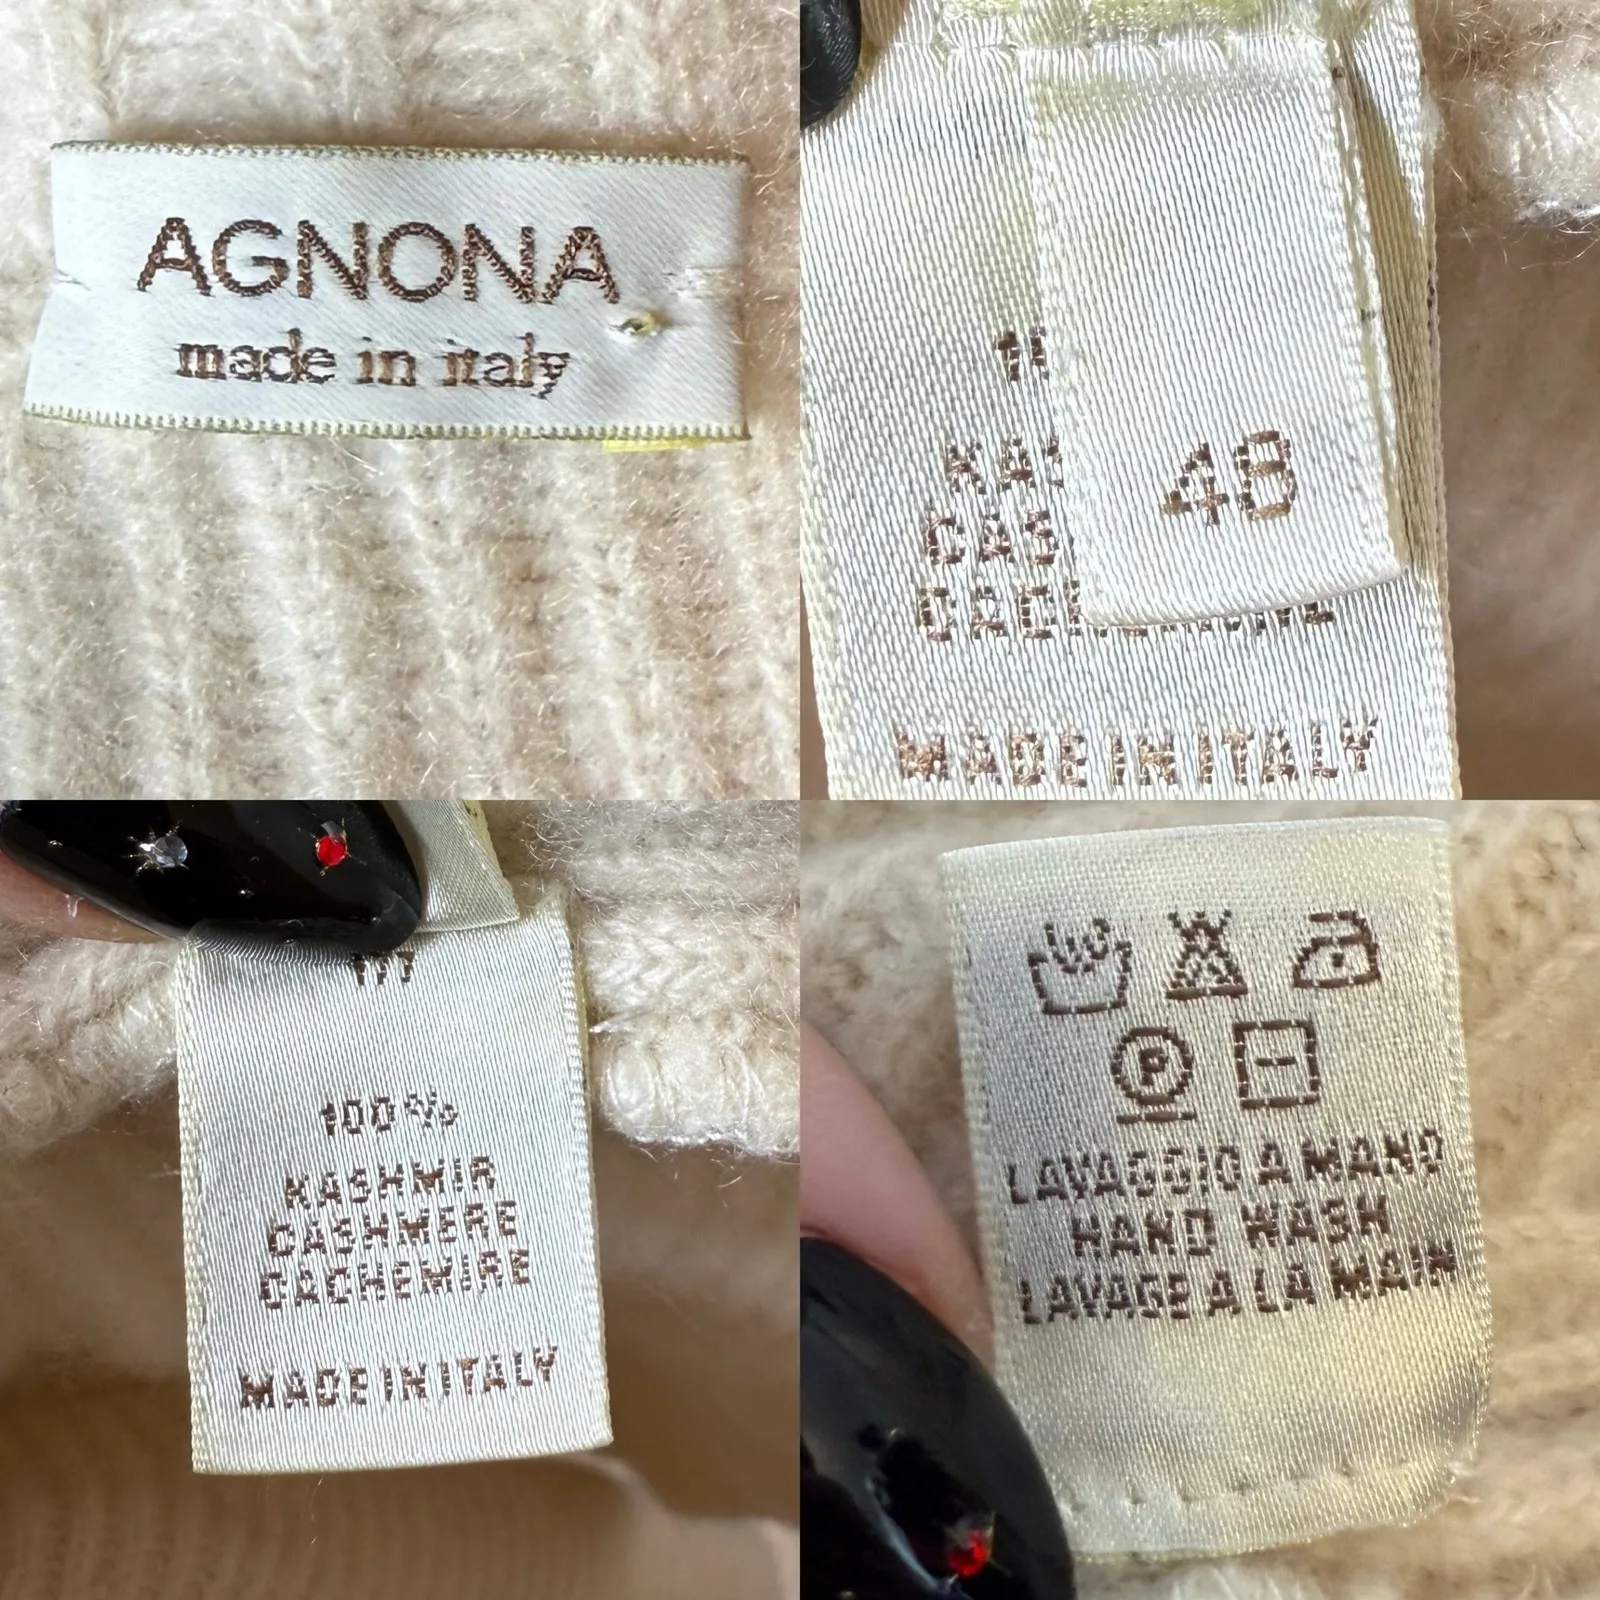 AGNONA
made in italy
48
MADE IN ITALY
100%
KASHMIR
CASHMERE
CACHEMIRE
MADE IN ITALY
P
LAVAGGIO A MANO
HAND WASH
LAVAGE A LA MAIN